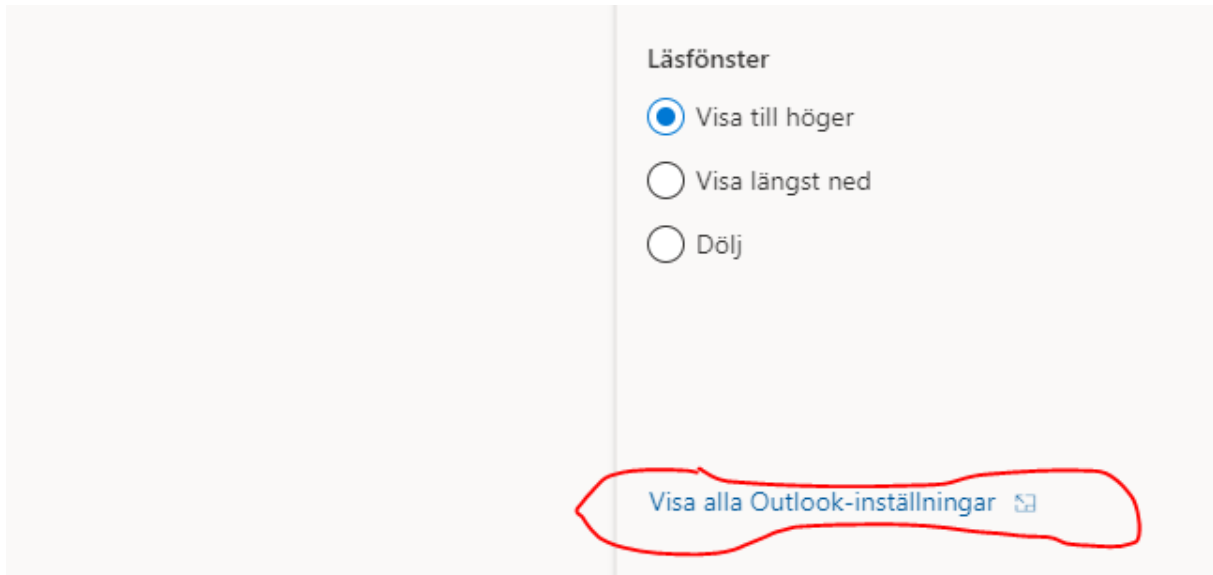 Läsfönster
Visa till höger
Visa längst ned
Dölj
Visa alla Outlook-inställningar